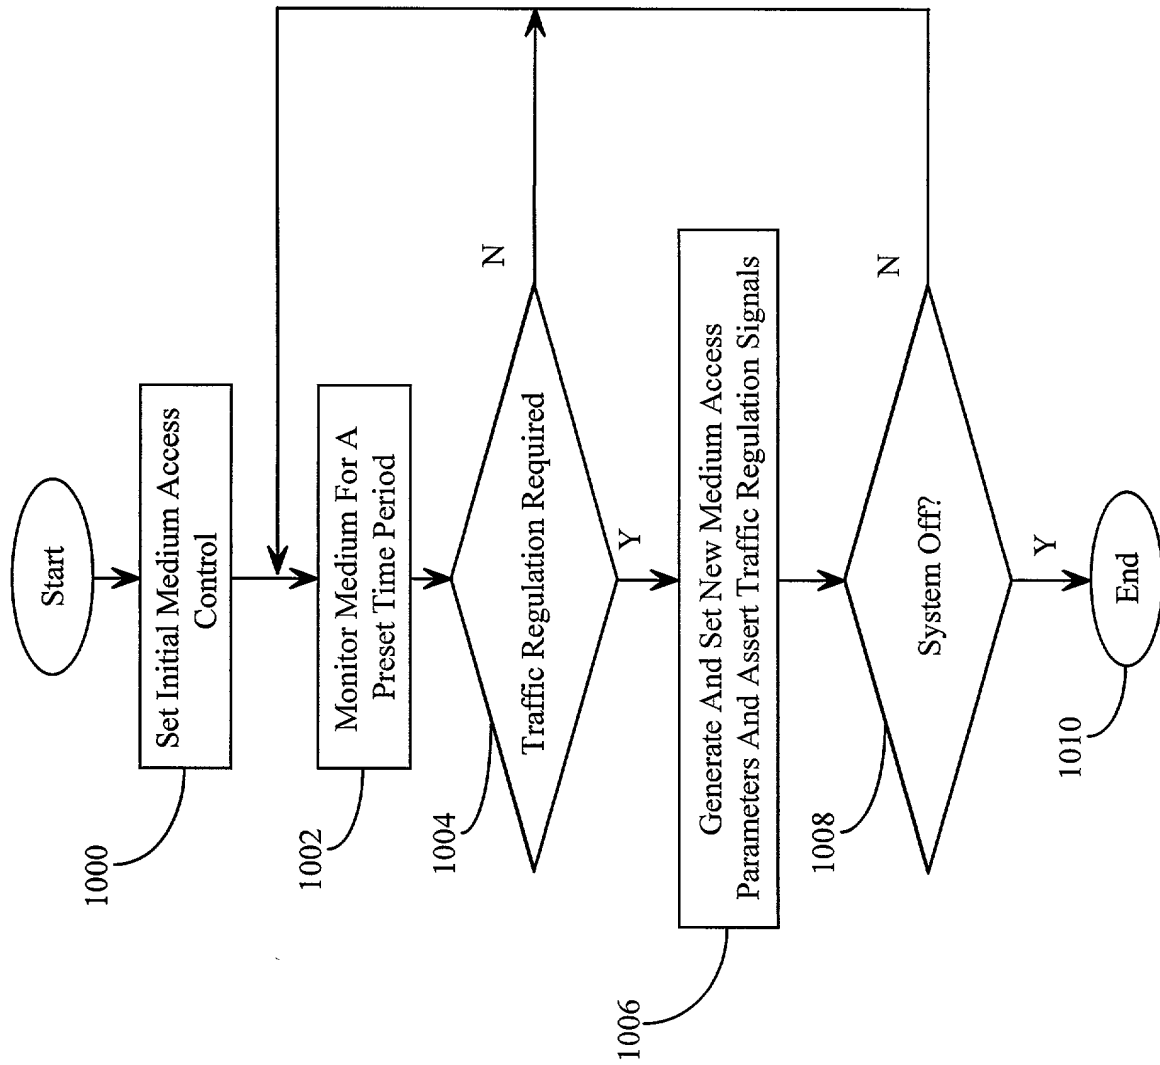 Start
Set Initial Medium Access
Control
1000
Monitor Medium For A
Preset Time Period
1002
Traffic Regulation Required
1004
N
Y
Generate And Set New Medium Access
Parameters And Assert Traffic Regulation Signals
1006
System Off?
1008
N
Y
End
1010